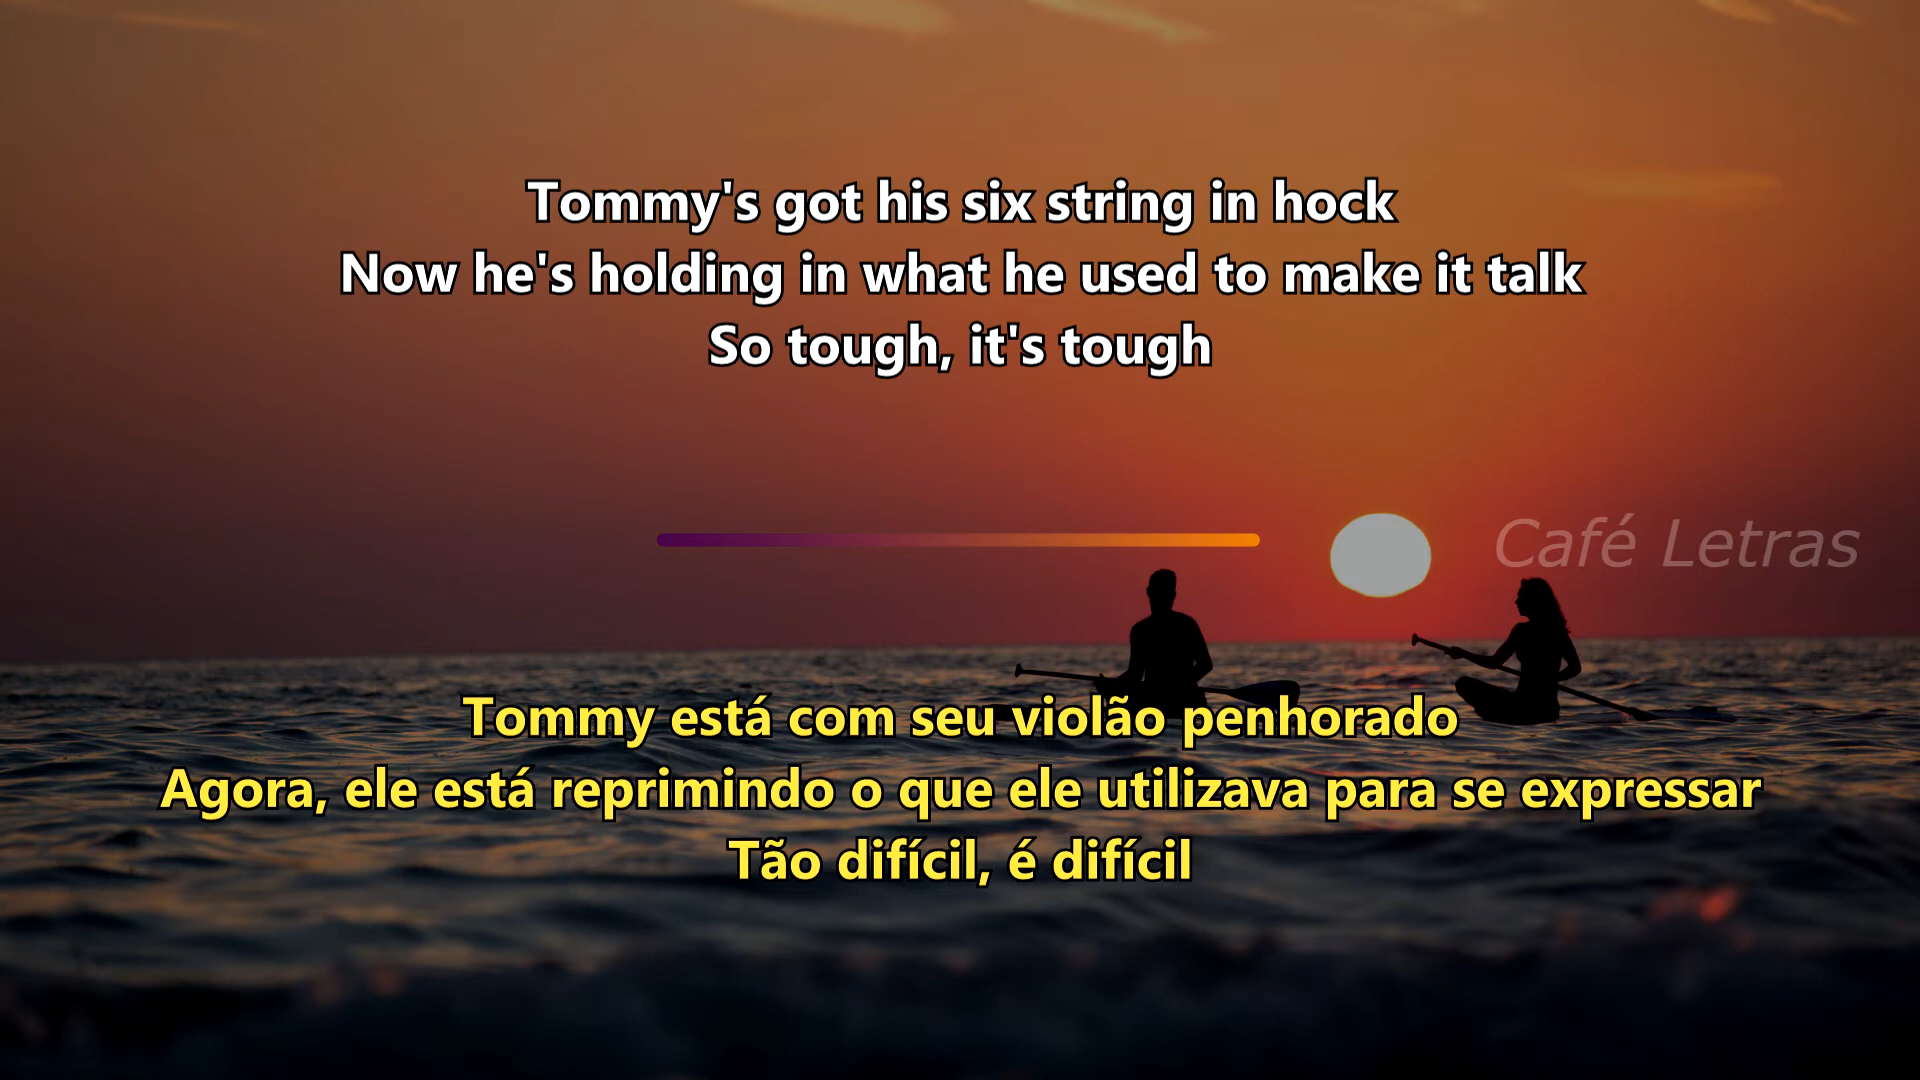 Tommy's got his six string in hock
Now he's holding in what he used to make it talk
So tough, it's tough
Café Letras
Tommy está com seu violão penhorado
Agora, ele está reprimindo o que ele utilizava para se expressar
Tão difícil, é difícil